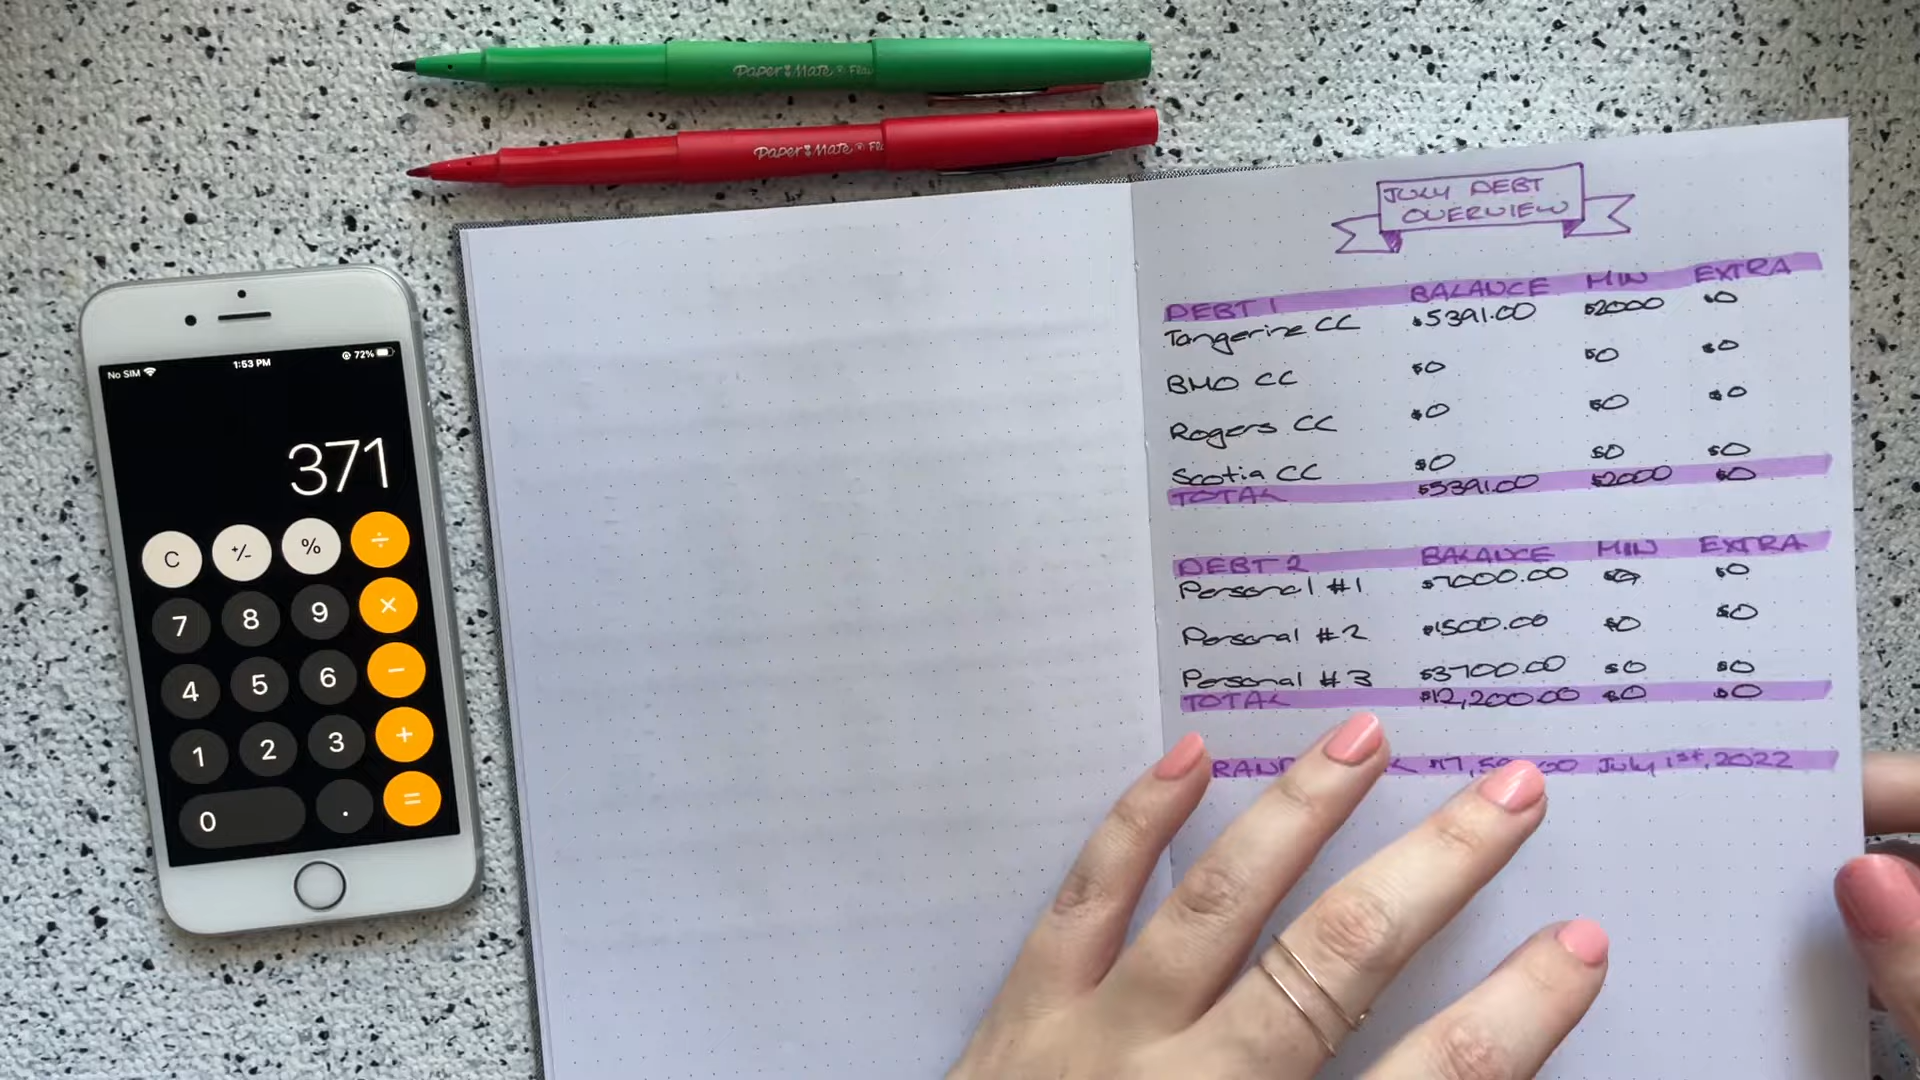 Paper Mate® Flair
Paper Mate® Fl
No SIM 1:53 PM 72%
371
C +/- % ÷
7 8 9 ×
4 5 6 −
1 2 3 +
0 . =
JULY DEBT
OVERVIEW
DEBT 1 BALANCE MIN EXTRA
Tangerine CC $5391.00 $2000 $0
BMO CC $0 $0 $0
Rogers CC $0 $0 $0
Scotia CC $0 $0 $0
TOTAL $5391.00 $2000 $0
DEBT 2 BALANCE MIN EXTRA
Personal #1 $7000.00 $0 $0
Personal #2 $1500.00 $0 $0
Personal #3 $3700.00 $0 $0
TOTAL $12,200.00 $0 $0
July 1st, 2022